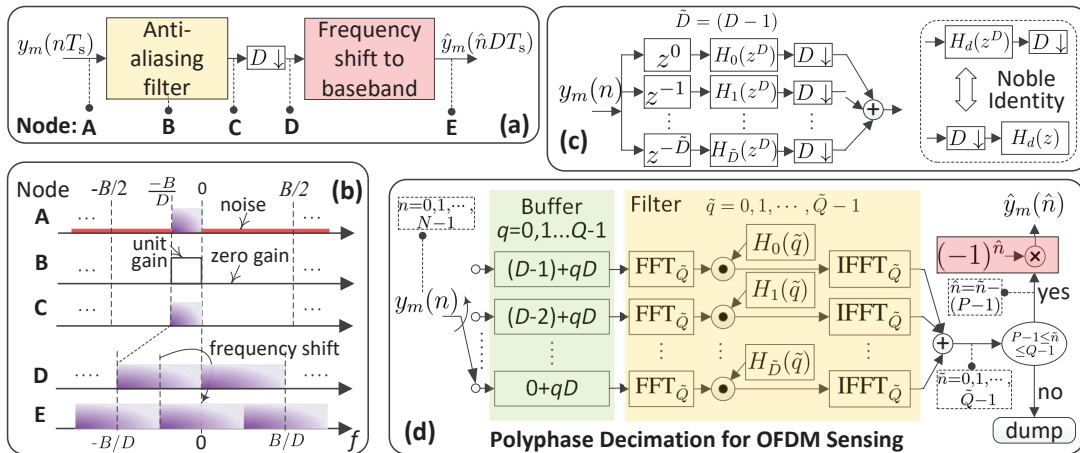 y_m(nT_s)
Anti-
aliasing
filter
D ↓
Frequency
shift to
baseband
ŷ_m(n̂DT_s)
Node: A B C D E
(a)
Node
(b)
-B/2
-B/D
0
B/2
A
··· noise ···
B
unit
gain
zero gain
C
··· ···
frequency shift
D
···· ····
E
-B/D
0
B/D
f
D̃ = (D − 1)
y_m(n)
z^0 H_0(z^D) D ↓
z^{-1} H_1(z^D) D ↓
⋮ ⋮ ⋮
z^{-D̃} H_D̃(z^D) D ↓
+
(c)
H_d(z^D) D ↓
Noble
Identity
D ↓ H_d(z)
n=0,1,···,
N−1
y_m(n)
Buffer
q=0,1...Q-1
(D-1)+qD
(D-2)+qD
⋮
0+qD
Filter q̃ = 0, 1, ··· , Q̃ − 1
H_0(q̃)
FFT_Q̃ IFFT_Q̃
H_1(q̃)
FFT_Q̃ IFFT_Q̃
H_D̃(q̃)
FFT_Q̃ IFFT_Q̃
+
ñ=0,1,···
Q̃-1
P−1≤ñ
≤Q−1
yes
n̂=ñ−
(P−1)
(−1)^n̂ ×
ŷ_m(n̂)
no
dump
(d)
Polyphase Decimation for OFDM Sensing